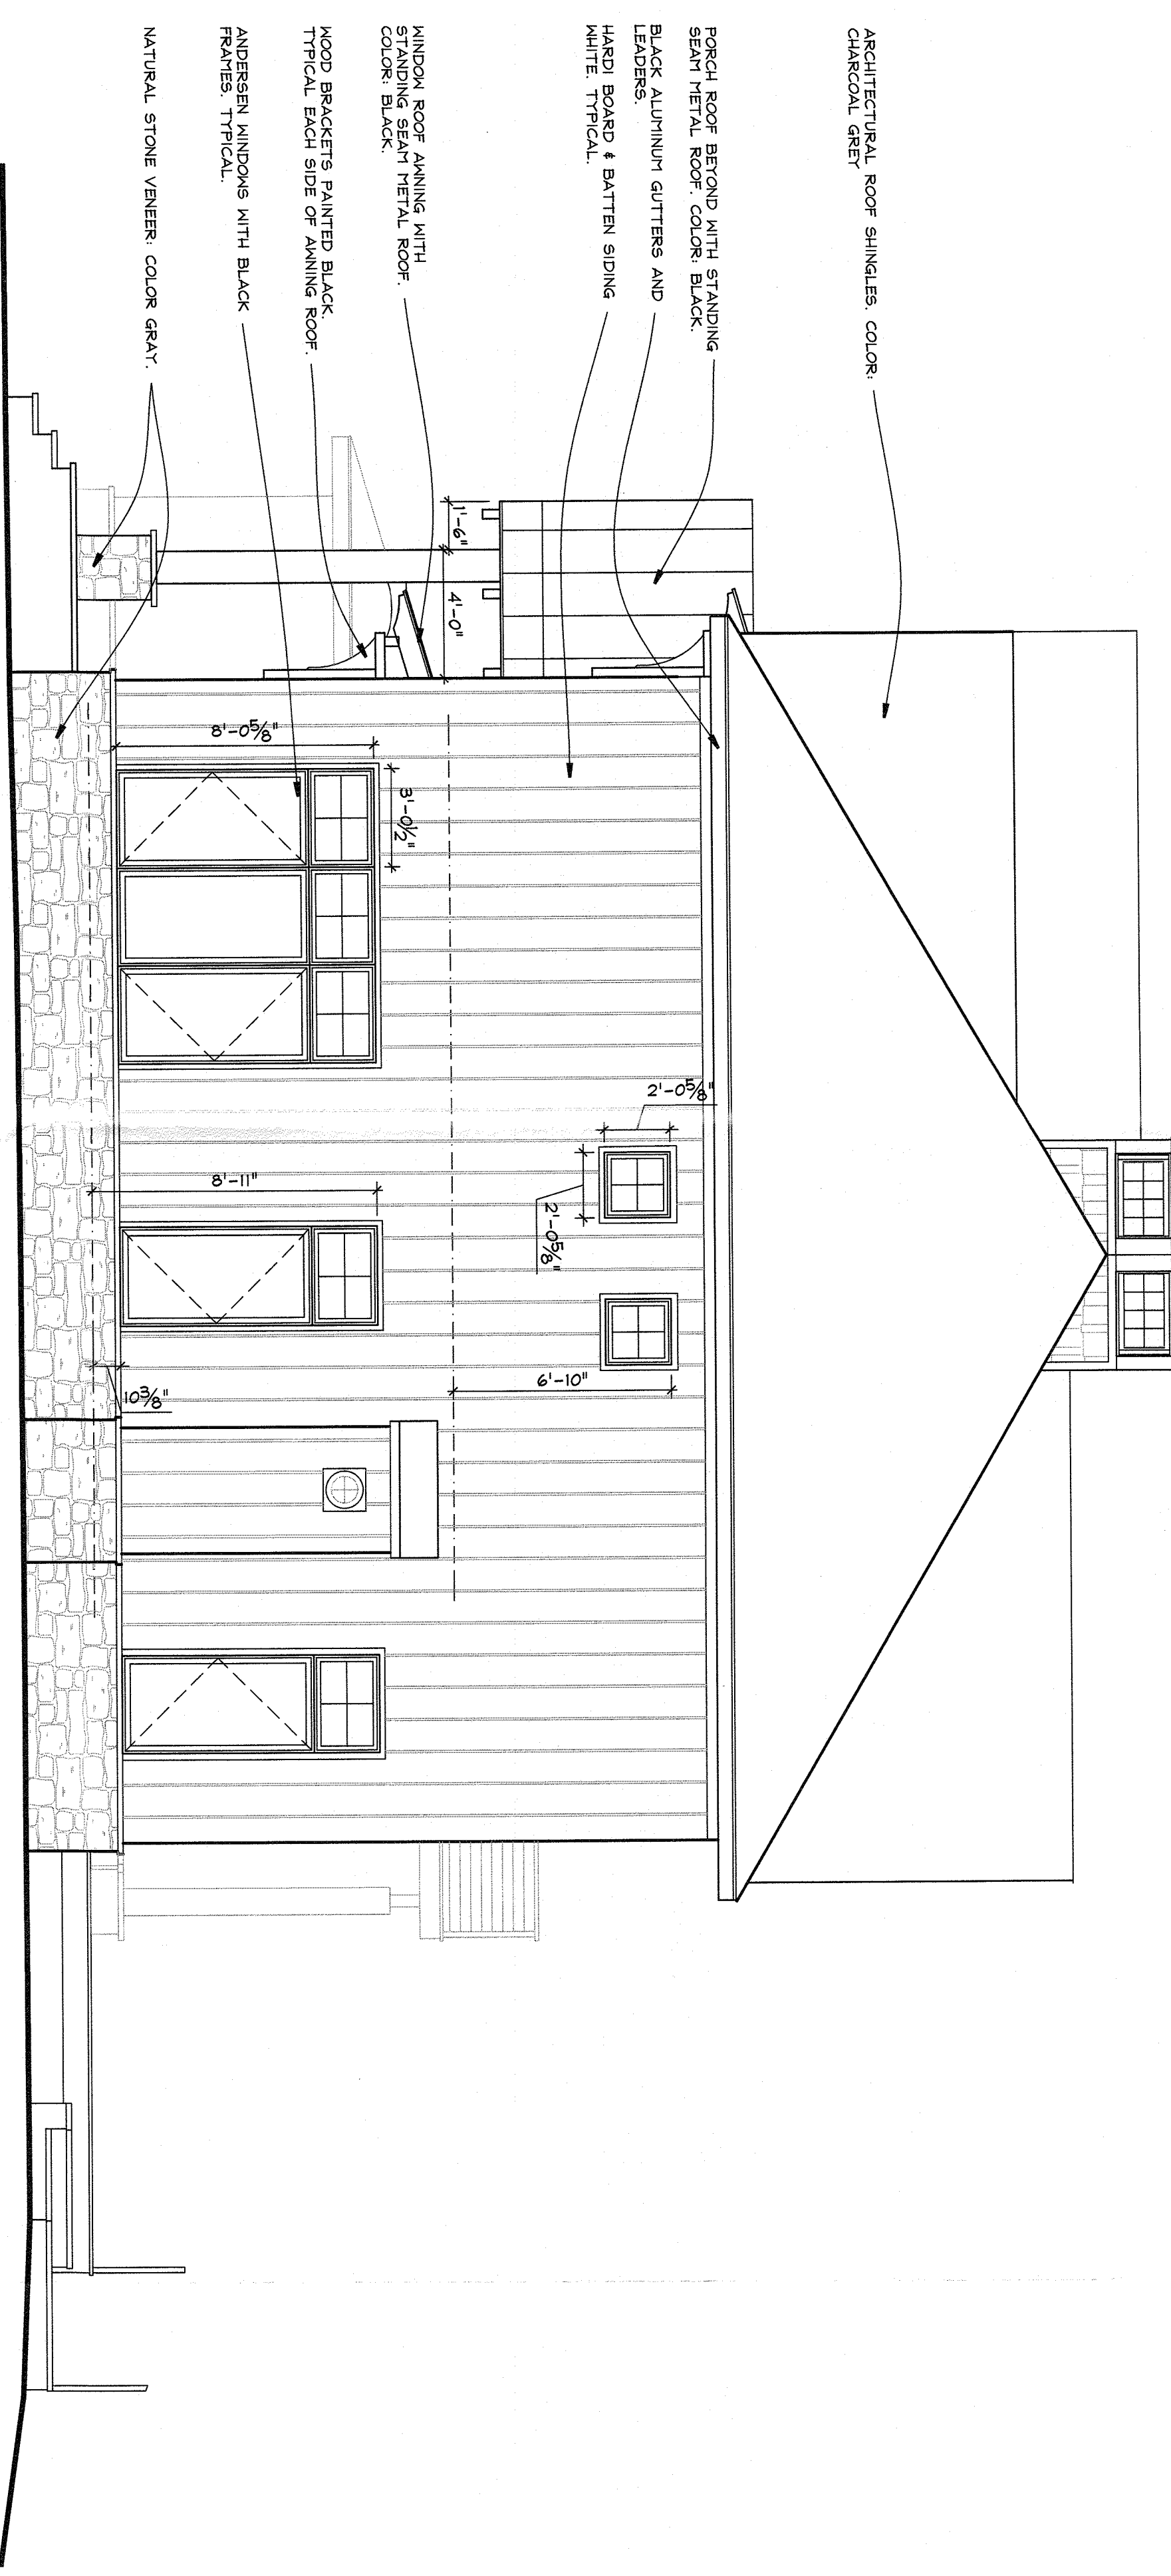 ARCHITECTURAL ROOF SHINGLES. COLOR:
CHARCOAL GREY
PORCH ROOF BEYOND WITH STANDING
SEAM METAL ROOF. COLOR: BLACK.
BLACK ALUMINUM GUTTERS AND
LEADERS.
HARDI BOARD & BATTEN SIDING
WHITE. TYPICAL.
WINDOW ROOF AWNING WITH
STANDING SEAM METAL ROOF.
COLOR: BLACK.
WOOD BRACKETS PAINTED BLACK.
TYPICAL EACH SIDE OF AWNING ROOF.
ANDERSEN WINDOWS WITH BLACK
FRAMES. TYPICAL.
NATURAL STONE VENEER: COLOR GRAY.
1'-6"
4'-0"
8'-0 5/8"
3'-0 1/2"
2'-0 5/8"
2'-0 5/8"
8'-11"
6'-10"
10 3/8"